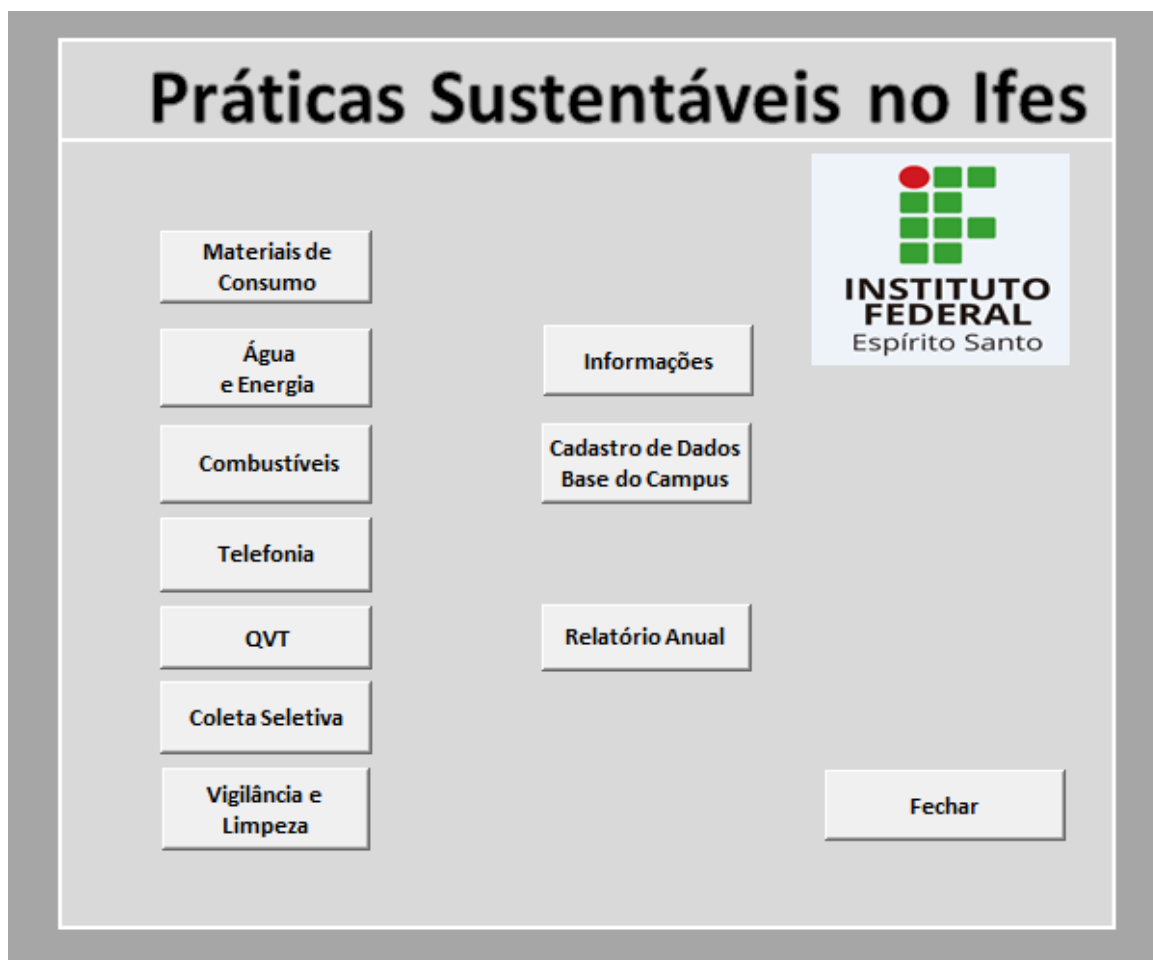 Práticas Sustentáveis no Ifes
INSTITUTO
FEDERAL
Espírito Santo
Materiais de
Consumo
Água
e Energia
Combustíveis
Telefonia
QVT
Coleta Seletiva
Vigilância e
Limpeza
Informações
Cadastro de Dados
Base do Campus
Relatório Anual
Fechar